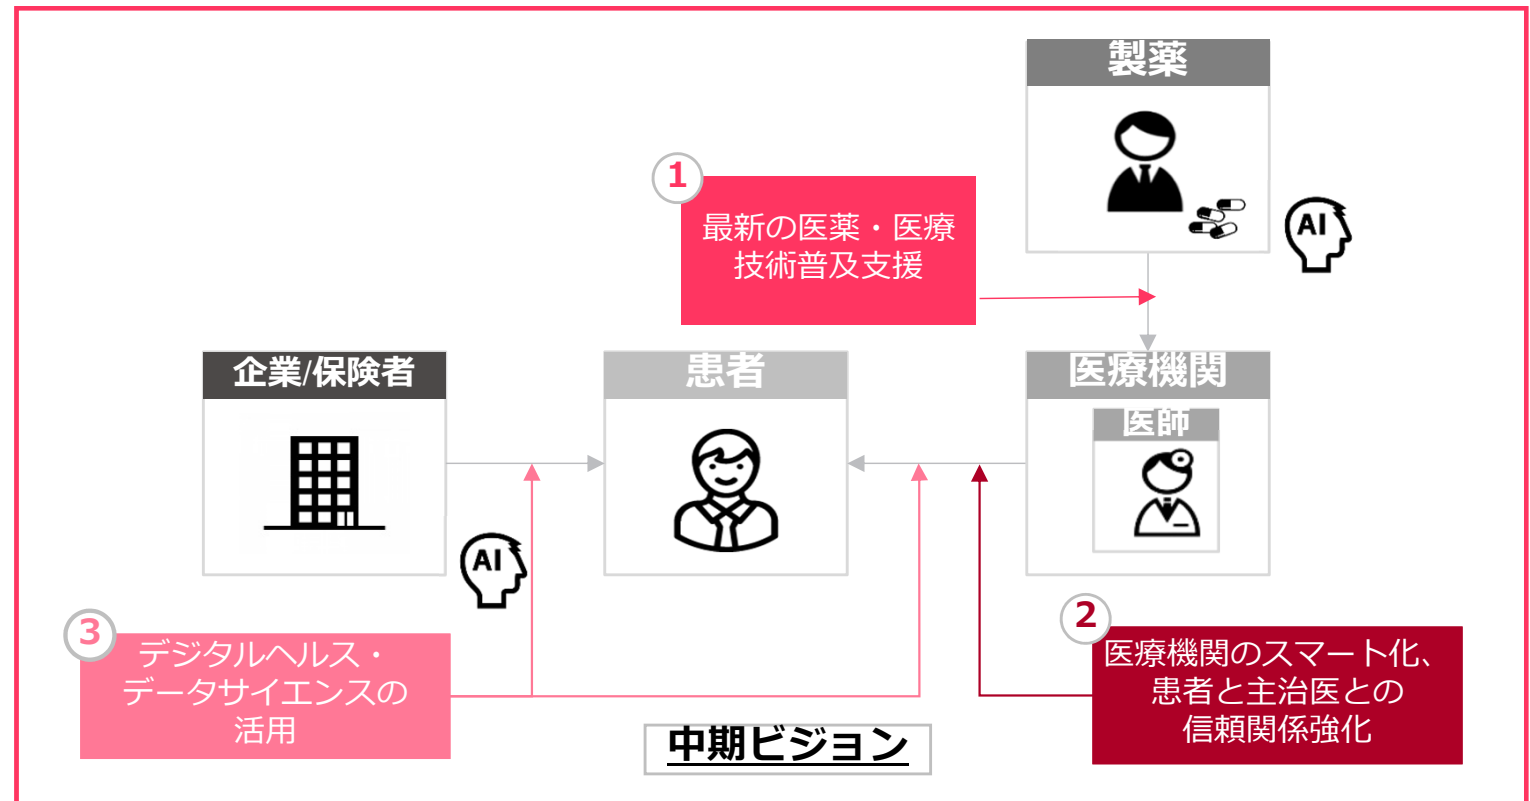 製薬
1
最新の医薬・医療
技術普及支援
AI
企業/保険者
患者
医療機関
医師
AI
3
デジタルヘルス・
データサイエンスの
活用
2
医療機関のスマート化、
患者と主治医との
信頼関係強化
中期ビジョン